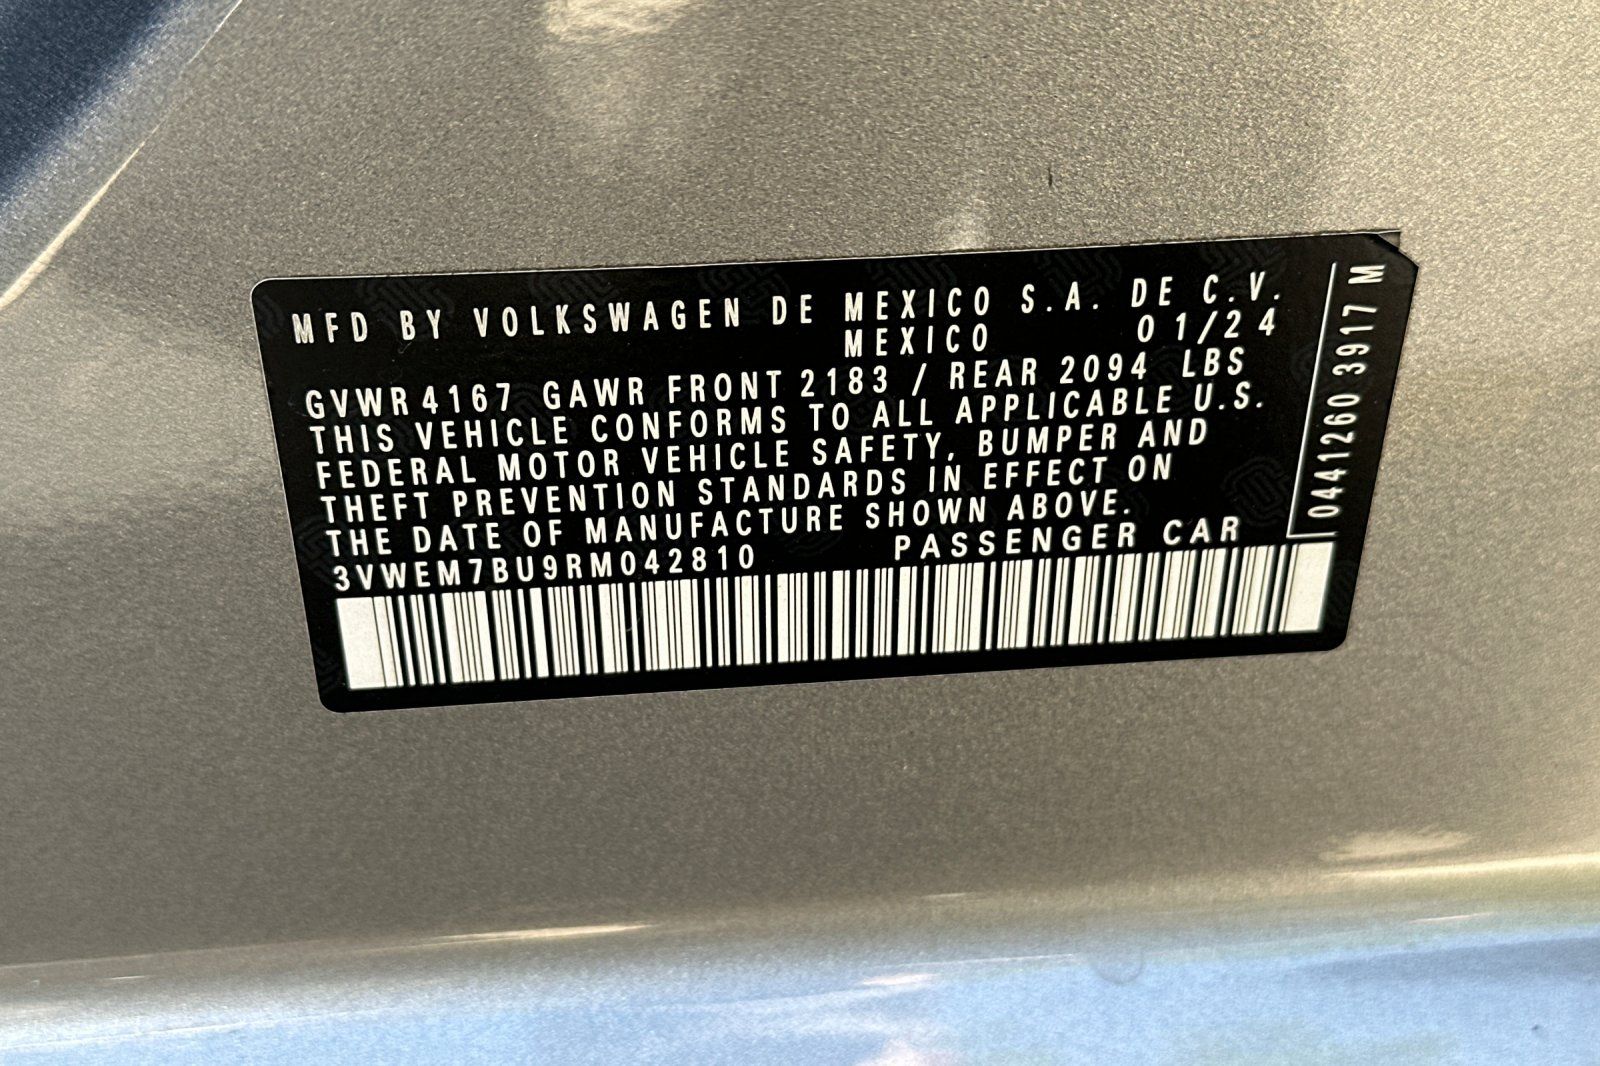 MFD BY VOLKSWAGEN DE MEXICO S.A. DE C.V.
MEXICO 01/24
GVWR 4167 GAWR FRONT 2183 / REAR 2094 LBS
THIS VEHICLE CONFORMS TO ALL APPLICABLE U.S.
FEDERAL MOTOR VEHICLE SAFETY, BUMPER AND
THEFT PREVENTION STANDARDS IN EFFECT ON
THE DATE OF MANUFACTURE SHOWN ABOVE.
3VWEM7BU9RM042810 PASSENGER CAR
0441260 3917 M